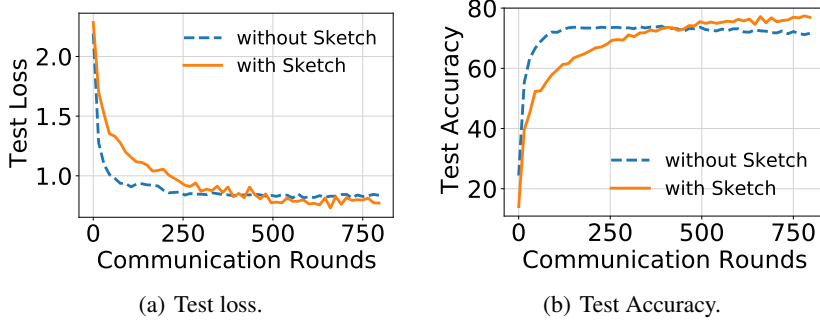 2.0
1.5
1.0
Test Loss
without Sketch
with Sketch
0 250 500 750
Communication Rounds
(a) Test loss.
80
60
40
20
Test Accuracy
without Sketch
with Sketch
0 250 500 750
Communication Rounds
(b) Test Accuracy.